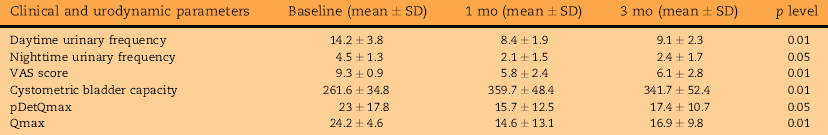 Clinical and urodynamic parameters Baseline (mean ± SD) 1 mo (mean ± SD) 3 mo (mean ± SD) p level
Daytime urinary frequency 14.2 ± 3.8 8.4 ± 1.9 9.1 ± 2.3 0.01
Nighttime urinary frequency 4.5 ± 1.3 2.1 ± 1.5 2.4 ± 1.7 0.05
VAS score 9.3 ± 0.9 5.8 ± 2.4 6.1 ± 2.8 0.01
Cystometric bladder capacity 261.6 ± 34.8 359.7 ± 48.4 341.7 ± 52.4 0.01
pDetQmax 23 ± 17.8 15.7 ± 12.5 17.4 ± 10.7 0.05
Qmax 24.2 ± 4.6 14.6 ± 13.1 16.9 ± 9.8 0.01